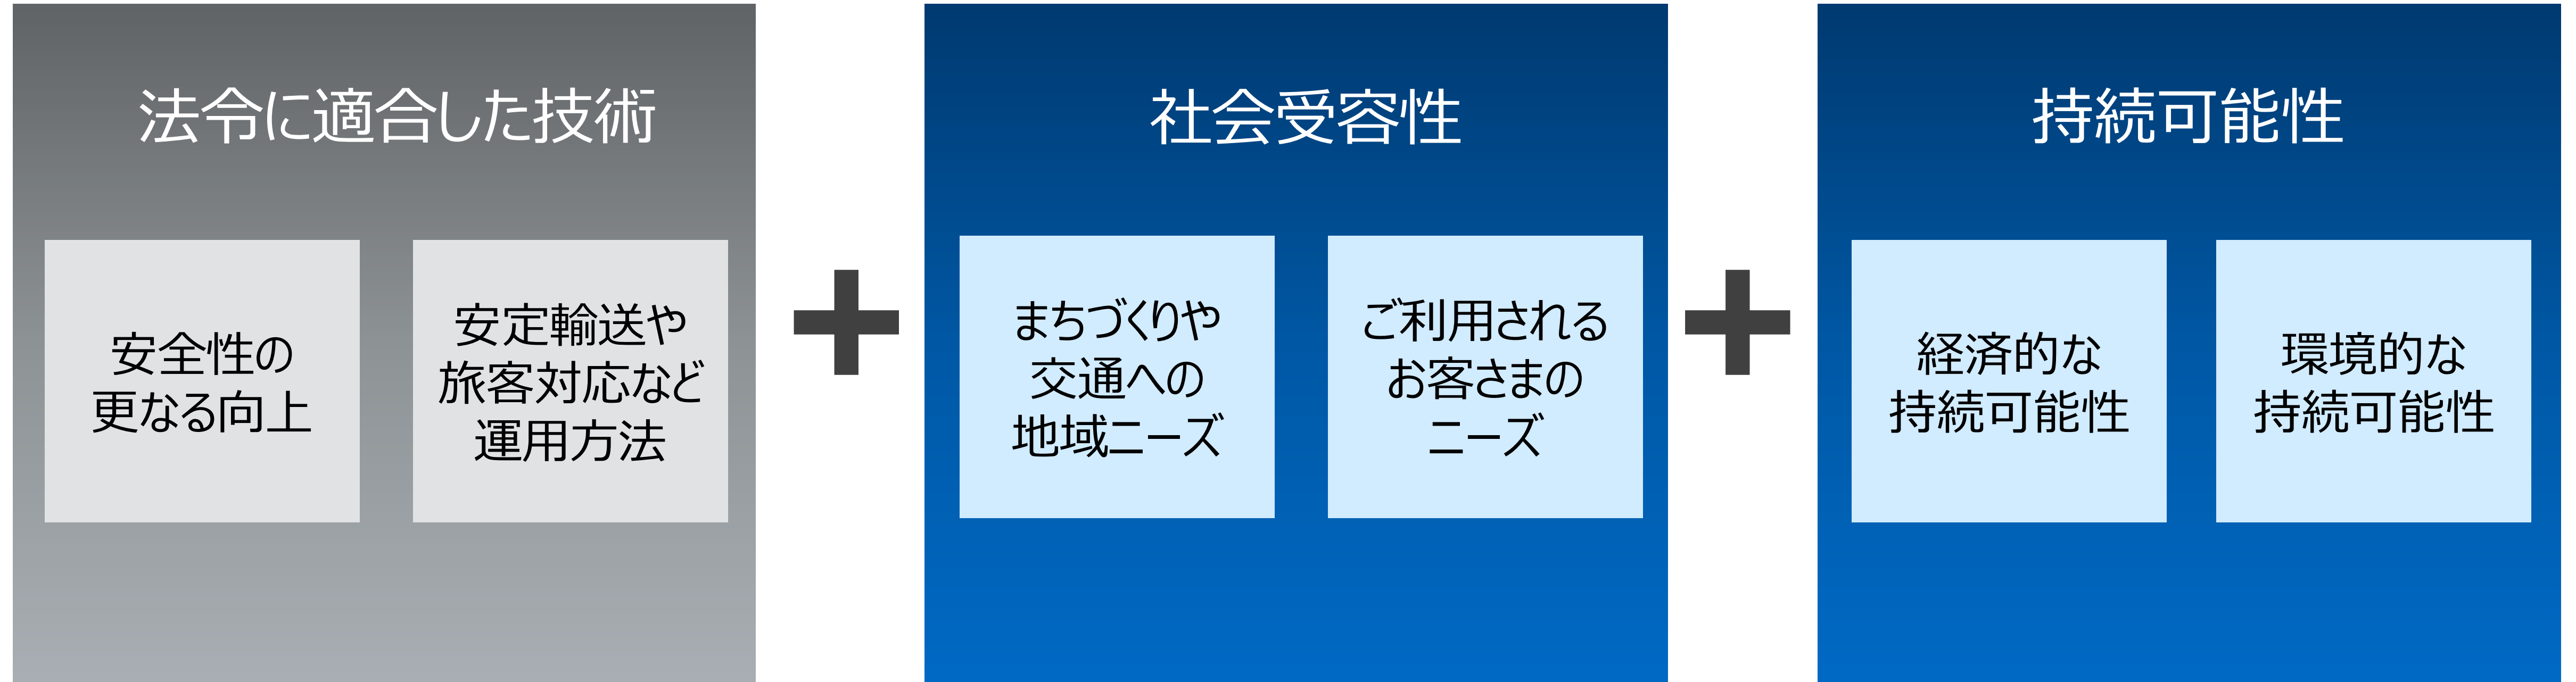 法令に適合した技術
安全性の
更なる向上
安定輸送や
旅客対応など
運用方法
+
社会受容性
まちづくりや
交通への
地域ニーズ
ご利用される
お客さまの
ニーズ
+
持続可能性
経済的な
持続可能性
環境的な
持続可能性